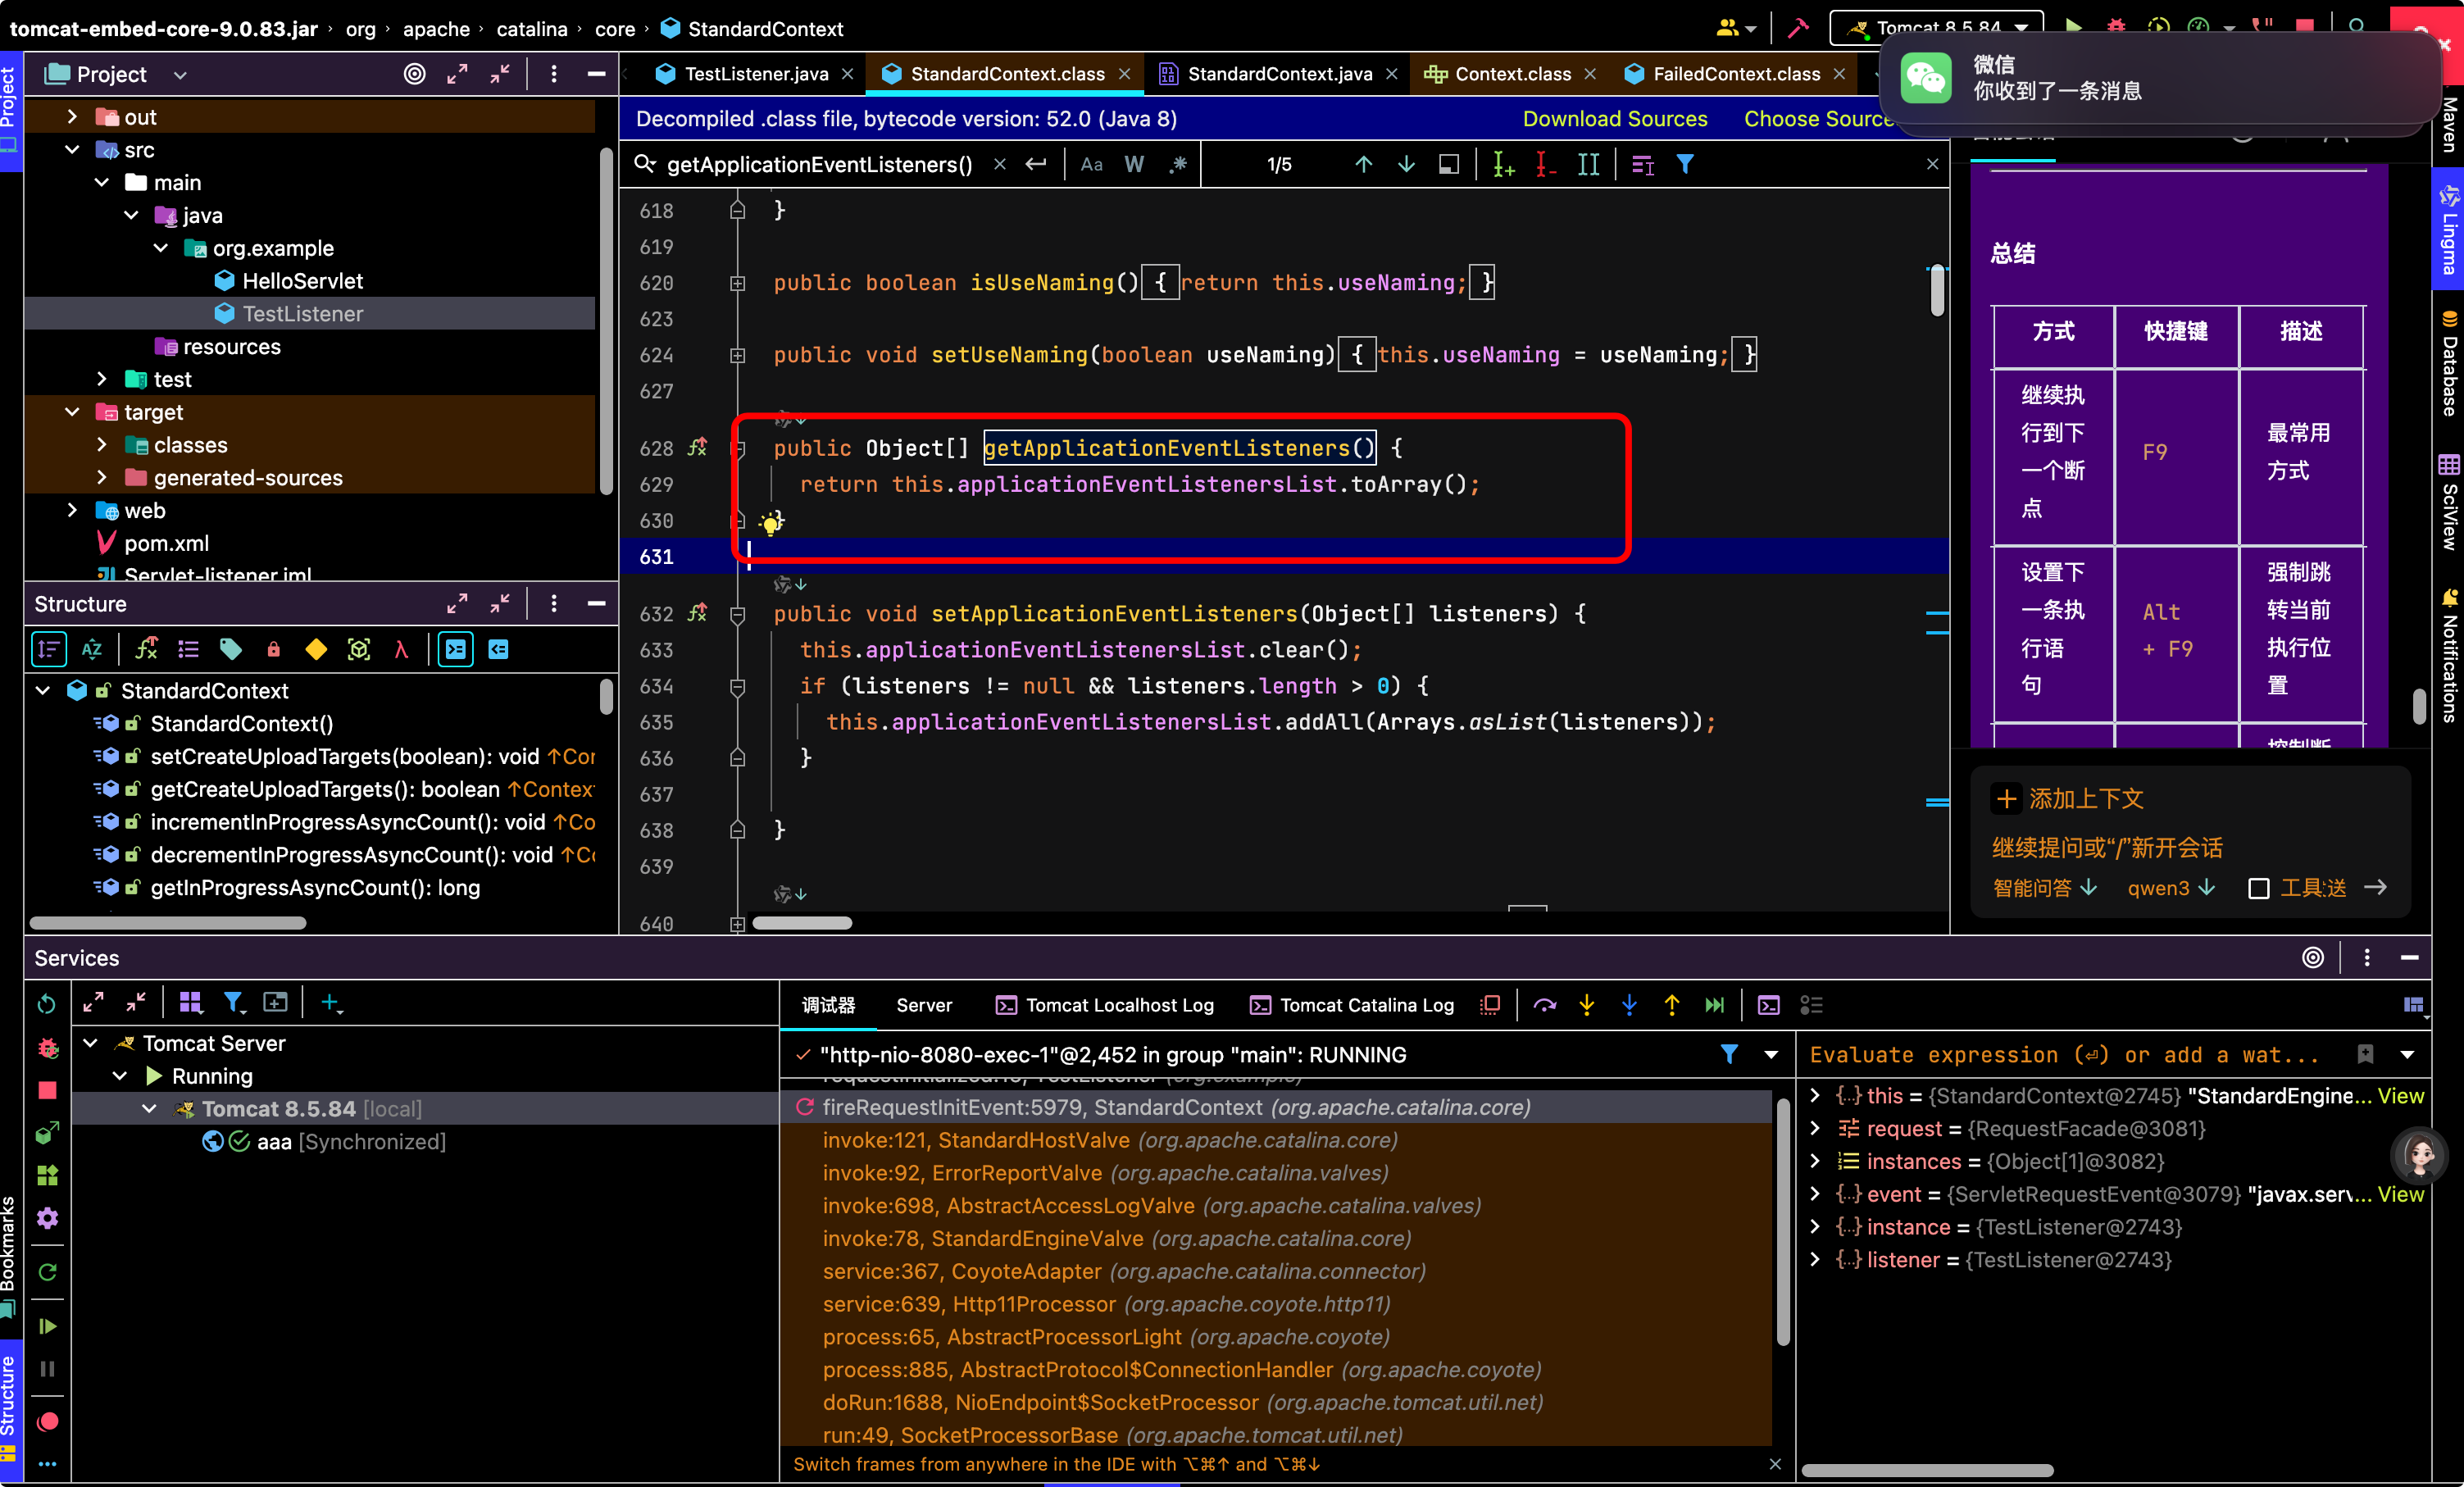 tomcat-embed-core-9.0.83.jar › org › apache › catalina › core › StandardContext
Tomcat 8.5.84
微信
你收到了一条消息
Project
TestListener.java
StandardContext.class
StandardContext.java
Context.class
FailedContext.class
Project
Maven
Lingma
Database
SciView
Notifications
Bookmarks
Structure
out
src
main
java
org.example
HelloServlet
TestListener
resources
test
target
classes
generated-sources
web
pom.xml
Servlet-listener.iml
Decompiled .class file, bytecode version: 52.0 (Java 8)
Download Sources
Choose Source
getApplicationEventListeners()
Aa W .*
1/5
618 }
619
620 public boolean isUseNaming() { return this.useNaming; }
623
624 public void setUseNaming(boolean useNaming) { this.useNaming = useNaming; }
627
628 public Object[] getApplicationEventListeners() {
629 return this.applicationEventListenersList.toArray();
630 }
631
632 public void setApplicationEventListeners(Object[] listeners) {
633 this.applicationEventListenersList.clear();
634 if (listeners != null && listeners.length > 0) {
635 this.applicationEventListenersList.addAll(Arrays.asList(listeners));
636 }
637
638 }
639
640
总结
方式 快捷键 描述
继续执行到下一个断点 F9 最常用方式
设置下一条执行语句 Alt + F9 强制跳转当前执行位置
控制断
添加上下文
继续提问或“/”新开会话
智能问答 qwen3 工具 送
Structure
StandardContext
StandardContext()
setCreateUploadTargets(boolean): void ↑Cor
getCreateUploadTargets(): boolean ↑Contex
incrementInProgressAsyncCount(): void ↑Co
decrementInProgressAsyncCount(): void ↑C
getInProgressAsyncCount(): long
Services
Tomcat Server
Running
Tomcat 8.5.84 [local]
aaa [Synchronized]
调试器
Server
Tomcat Localhost Log
Tomcat Catalina Log
"http-nio-8080-exec-1"@2,452 in group "main": RUNNING
fireRequestInitEvent:5979, StandardContext (org.apache.catalina.core)
invoke:121, StandardHostValve (org.apache.catalina.core)
invoke:92, ErrorReportValve (org.apache.catalina.valves)
invoke:698, AbstractAccessLogValve (org.apache.catalina.valves)
invoke:78, StandardEngineValve (org.apache.catalina.core)
service:367, CoyoteAdapter (org.apache.catalina.connector)
service:639, Http11Processor (org.apache.coyote.http11)
process:65, AbstractProcessorLight (org.apache.coyote)
process:885, AbstractProtocol$ConnectionHandler (org.apache.coyote)
doRun:1688, NioEndpoint$SocketProcessor (org.apache.tomcat.util.net)
run:49, SocketProcessorBase (org.apache.tomcat.util.net)
Switch frames from anywhere in the IDE with ⌥⌘↑ and ⌥⌘↓
Evaluate expression (⏎) or add a wat...
this = {StandardContext@2745} "StandardEngine... View
request = {RequestFacade@3081}
instances = {Object[1]@3082}
event = {ServletRequestEvent@3079} "javax.serv... View
instance = {TestListener@2743}
listener = {TestListener@2743}